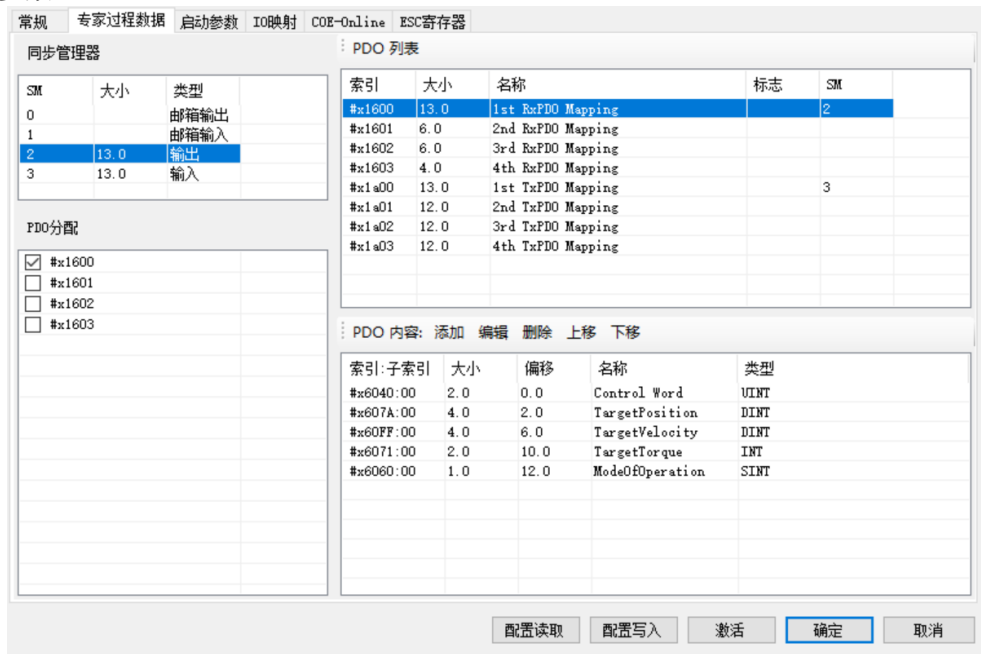 常规 专家过程数据 启动参数 IO映射 COE-Online ESC寄存器
同步管理器
SM 大小 类型
0 邮箱输出
1 邮箱输入
2 13.0 输出
3 13.0 输入
PDO分配
#x1600
#x1601
#x1602
#x1603
PDO 列表
索引 大小 名称 标志 SM
#x1600 13.0 1st RxPDO Mapping 2
#x1601 6.0 2nd RxPDO Mapping
#x1602 6.0 3rd RxPDO Mapping
#x1603 4.0 4th RxPDO Mapping
#x1a00 13.0 1st TxPDO Mapping 3
#x1a01 12.0 2nd TxPDO Mapping
#x1a02 12.0 3rd TxPDO Mapping
#x1a03 12.0 4th TxPDO Mapping
PDO 内容: 添加 编辑 删除 上移 下移
索引:子索引 大小 偏移 名称 类型
#x6040:00 2.0 0.0 Control Word UINT
#x607A:00 4.0 2.0 TargetPosition DINT
#x60FF:00 4.0 6.0 TargetVelocity DINT
#x6071:00 2.0 10.0 TargetTorque INT
#x6060:00 1.0 12.0 ModeOfOperation SINT
配置读取 配置写入 激活 确定 取消